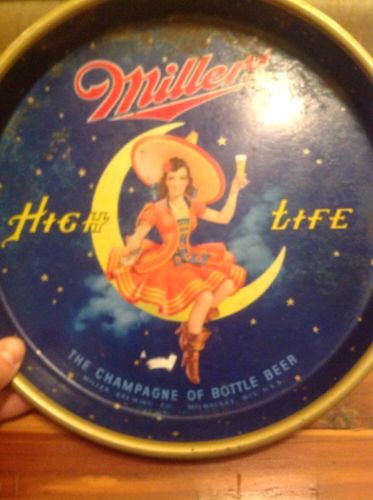 Miller
HIGH LIFE
THE CHAMPAGNE OF BOTTLE BEER
MILLER BREWING CO. MILWAUKEE, WIS. U.S.A.